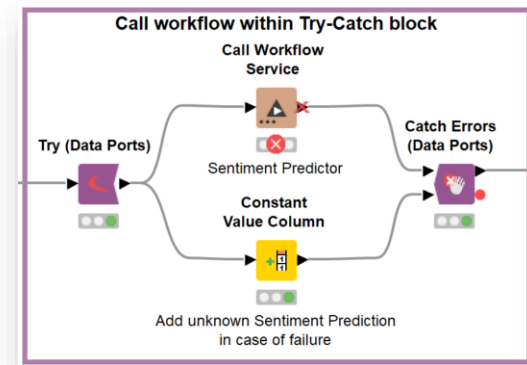 Call workflow within Try-Catch block
Call Workflow
Service
Try (Data Ports)
Sentiment Predictor
Catch Errors
(Data Ports)
Constant
Value Column
Add unknown Sentiment Prediction
in case of failure